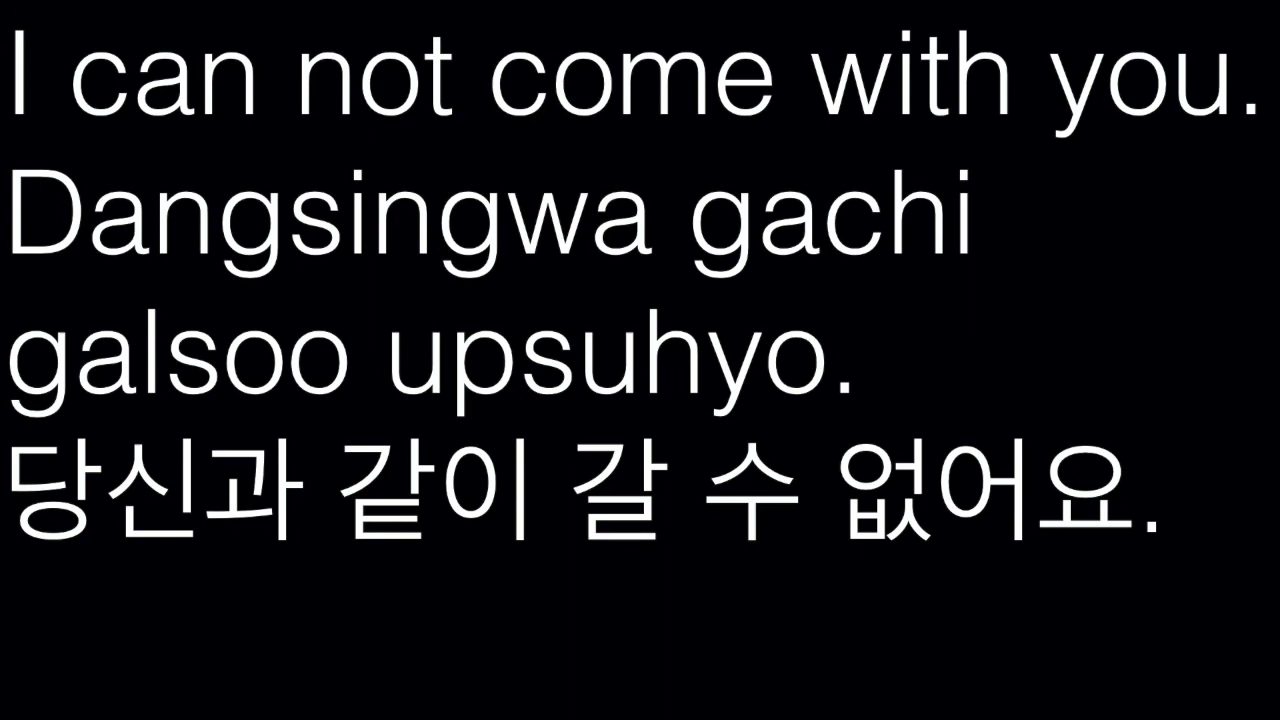 I can not come with you.
Dangsingwa gachi
galsoo upsuhyo.
당신과 같이 갈 수 없어요.